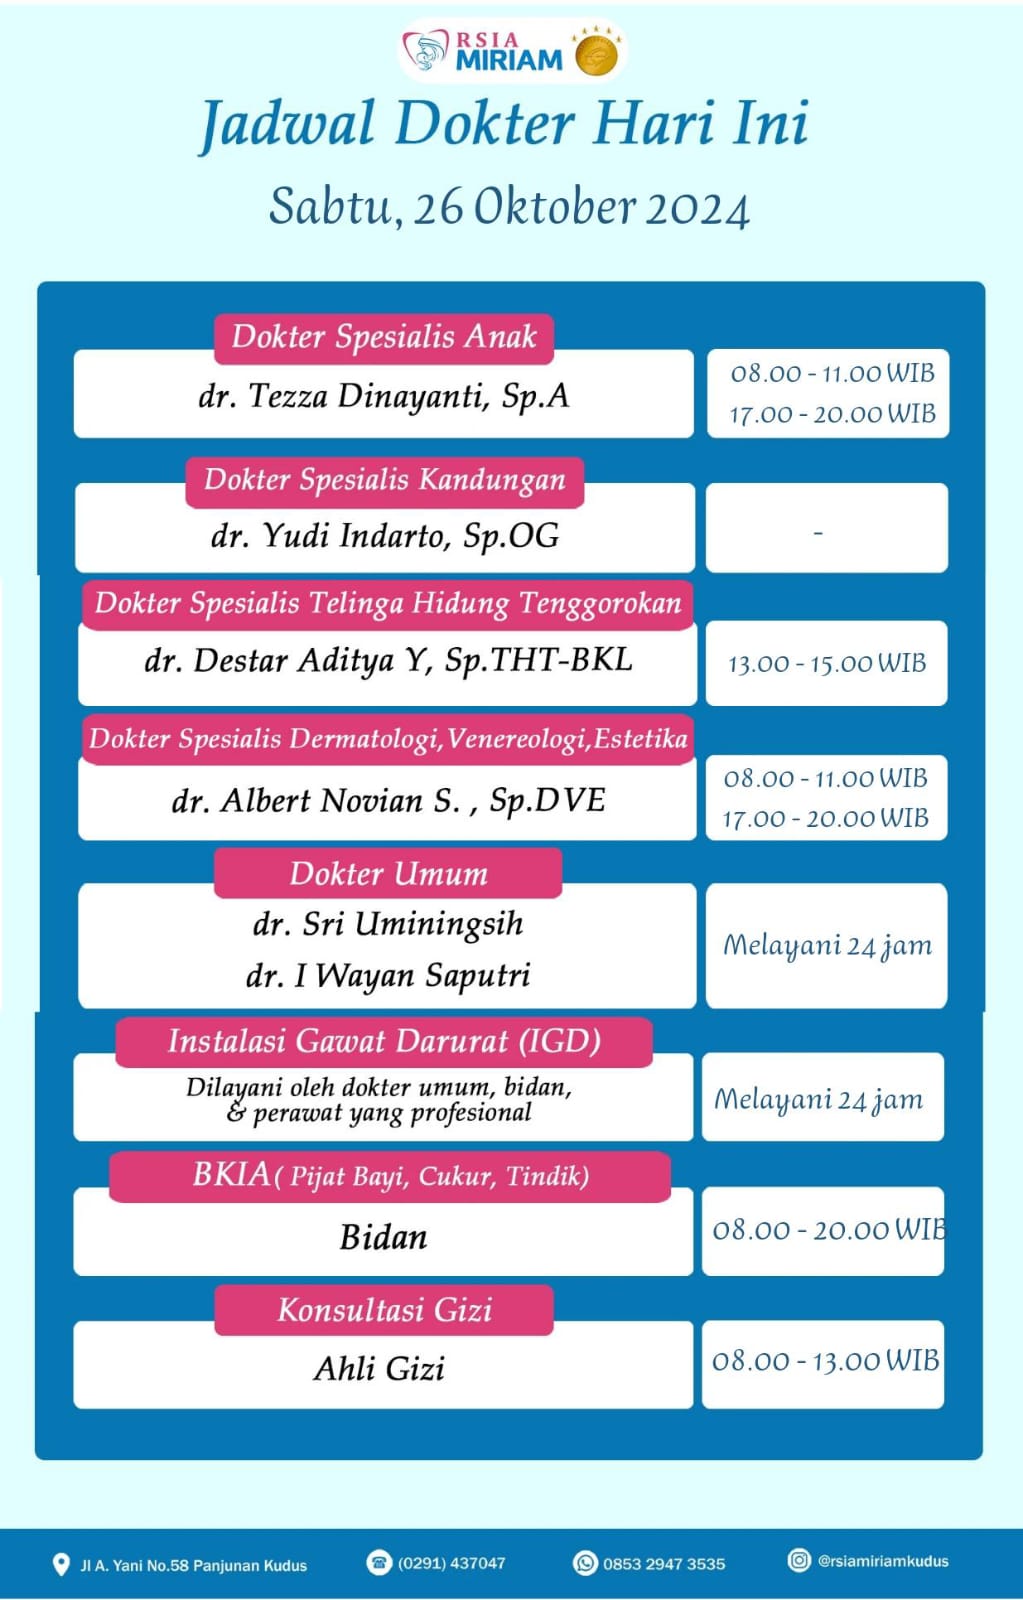 RSIA
MIRIAM
Jadwal Dokter Hari Ini
Sabtu, 26 Oktober 2024
Dokter Spesialis Anak
dr. Tezza Dinayanti, Sp.A
08.00 - 11.00 WIB
17.00 - 20.00 WIB
Dokter Spesialis Kandungan
dr. Yudi Indarto, Sp.OG
-
Dokter Spesialis Telinga Hidung Tenggorokan
dr. Destar Aditya Y, Sp.THT-BKL
13.00 - 15.00 WIB
Dokter Spesialis Dermatologi,Venereologi,Estetika
dr. Albert Novian S. , Sp.DVE
08.00 - 11.00 WIB
17.00 - 20.00 WIB
Dokter Umum
dr. Sri Uminingsih
dr. I Wayan Saputri
Melayani 24 jam
Instalasi Gawat Darurat (IGD)
Dilayani oleh dokter umum, bidan,
& perawat yang profesional
Melayani 24 jam
BKIA( Pijat Bayi, Cukur, Tindik)
Bidan
08.00 - 20.00 WIB
Konsultasi Gizi
Ahli Gizi
08.00 - 13.00 WIB
Jl A. Yani No.58 Panjunan Kudus
(0291) 437047
0853 2947 3535
@rsiamiriamkudus